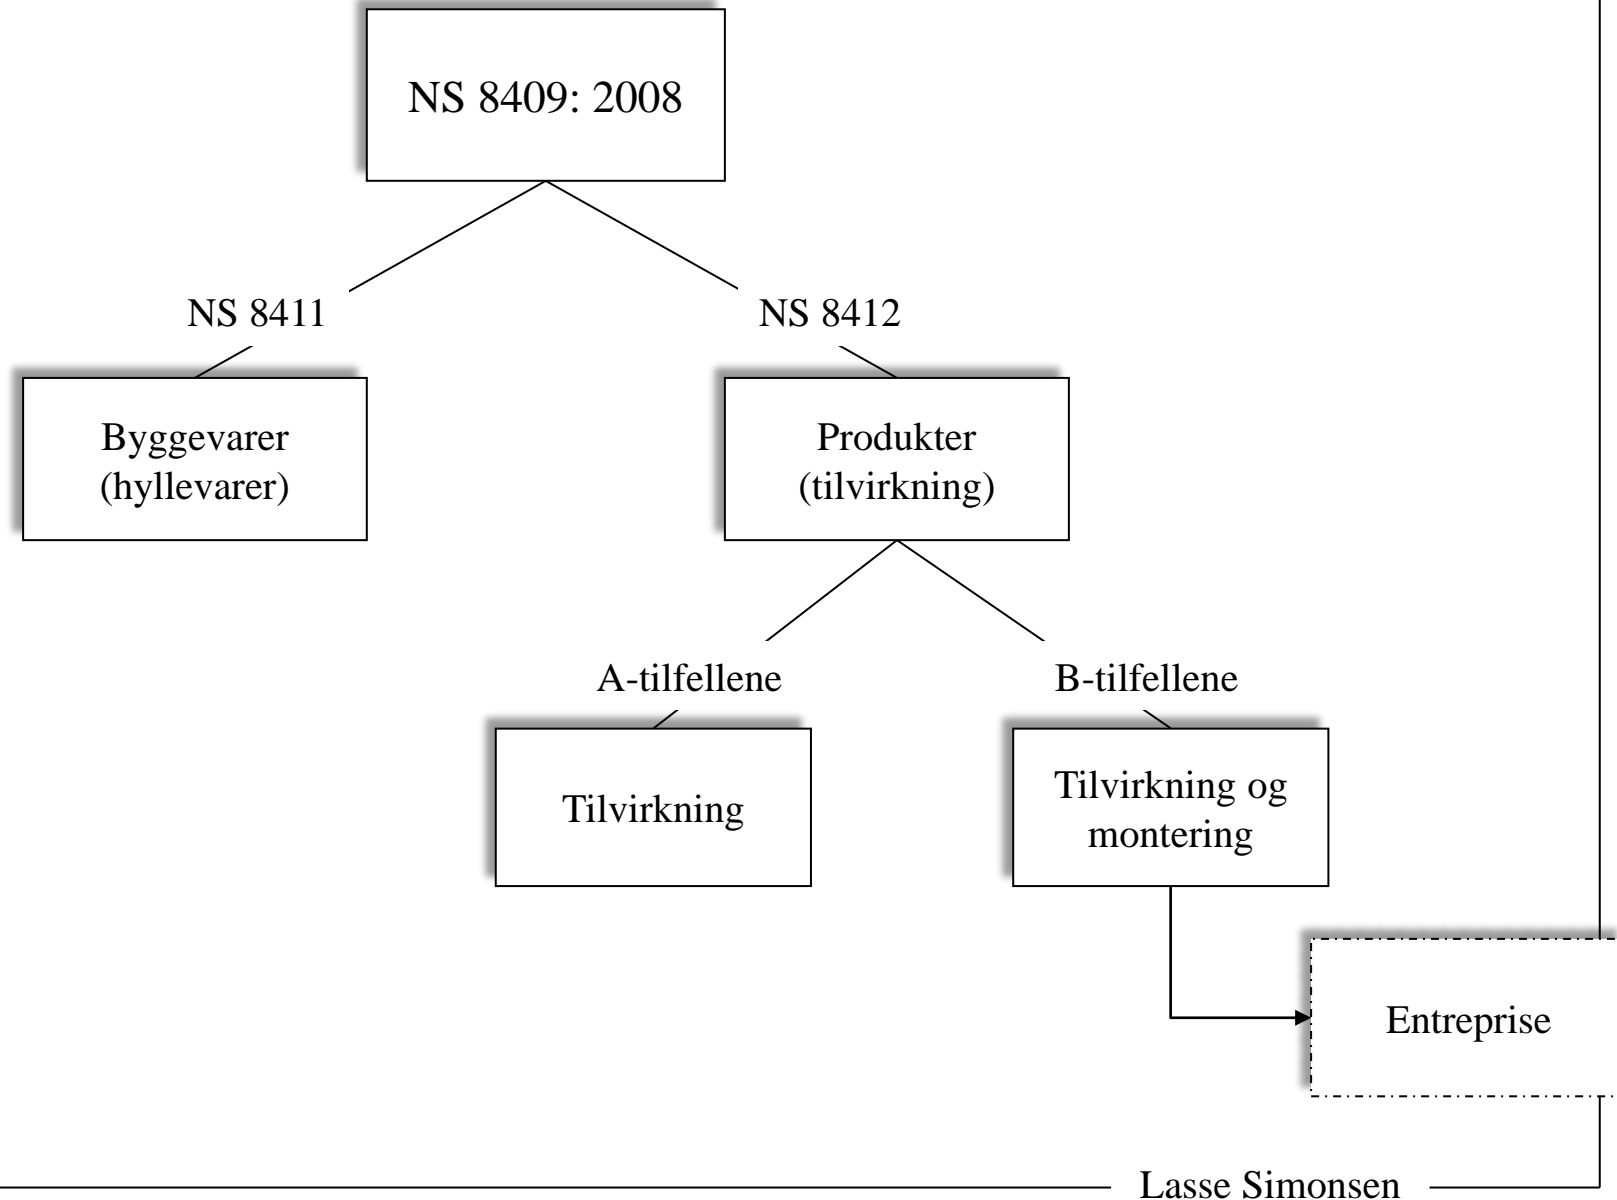 NS 8409: 2008
NS 8411
NS 8412
Byggevarer
(hyllevarer)
Produkter
(tilvirkning)
A-tilfellene
B-tilfellene
Tilvirkning
Tilvirkning og
montering
Entreprise
Lasse Simonsen